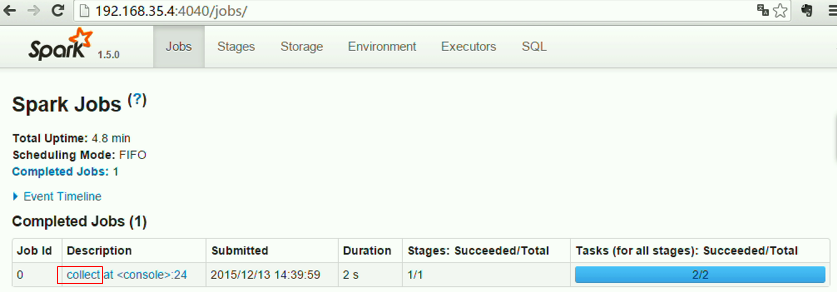 192.168.35.4:4040/jobs/
Spark 1.5.0 Jobs Stages Storage Environment Executors SQL
Spark Jobs (?)
Total Uptime: 4.8 min
Scheduling Mode: FIFO
Completed Jobs: 1
Event Timeline
Completed Jobs (1)
Job Id Description Submitted Duration Stages: Succeeded/Total Tasks (for all stages): Succeeded/Total
0 collect at <console>:24 2015/12/13 14:39:59 2 s 1/1 2/2